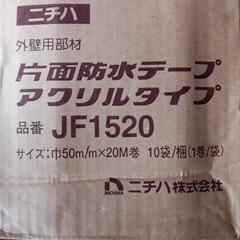 ニチハ
外壁用部材
片面防水テープ
アクリルタイプ
品番 JF1520
サイズ:巾50m/m×20M巻 10袋/梱(1巻/袋)
NICHIHA ニチハ株式会社